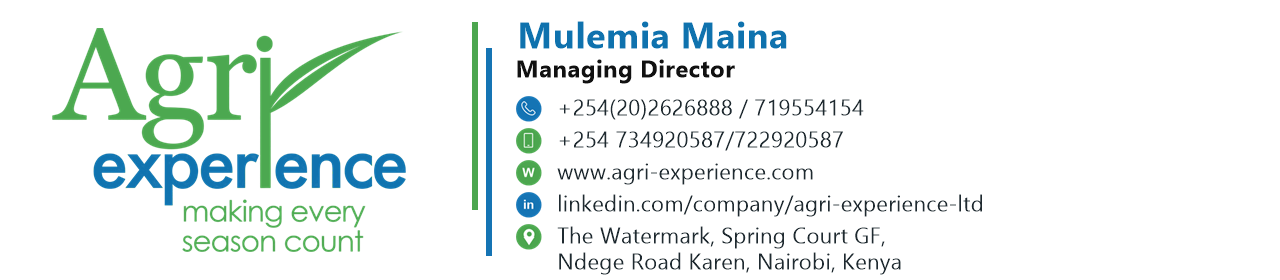 Agri
experience
making every
season count
Mulemia Maina
Managing Director
+254(20)2626888 / 719554154
+254 734920587/722920587
W www.agri-experience.com
in linkedin.com/company/agri-experience-ltd
The Watermark, Spring Court GF,
Ndege Road Karen, Nairobi, Kenya